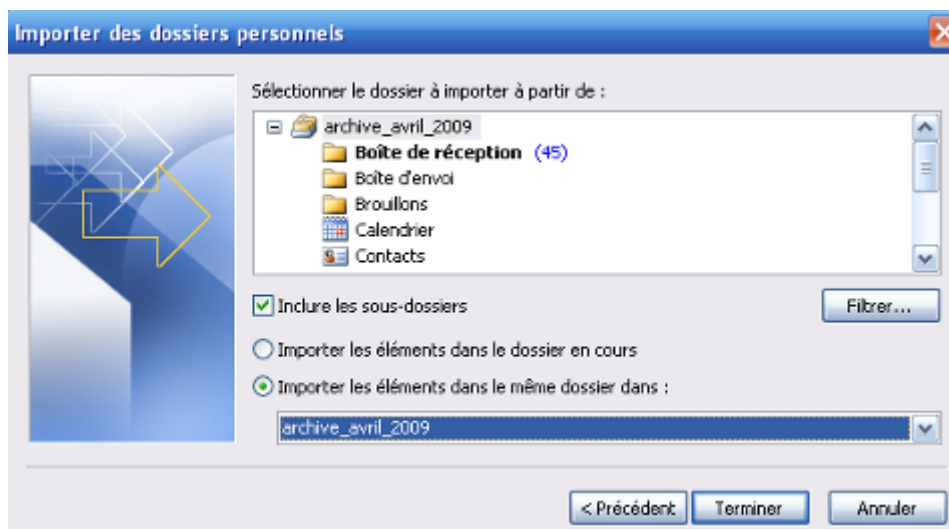 Importer des dossiers personnels
Sélectionner le dossier à importer à partir de :
archive_avril_2009
Boîte de réception (45)
Boîte d'envoi
Brouillons
Calendrier
Contacts
Inclure les sous-dossiers
Filtrer...
Importer les éléments dans le dossier en cours
Importer les éléments dans le même dossier dans :
archive_avril_2009
< Précédent
Terminer
Annuler